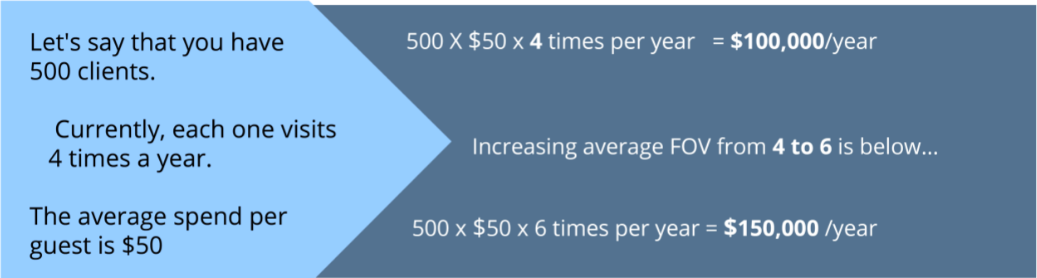 Let's say that you have
500 clients.
Currently, each one visits
4 times a year.
The average spend per
guest is $50
500 X $50 x 4 times per year = $100,000/year
Increasing average FOV from 4 to 6 is below...
500 x $50 x 6 times per year = $150,000 /year